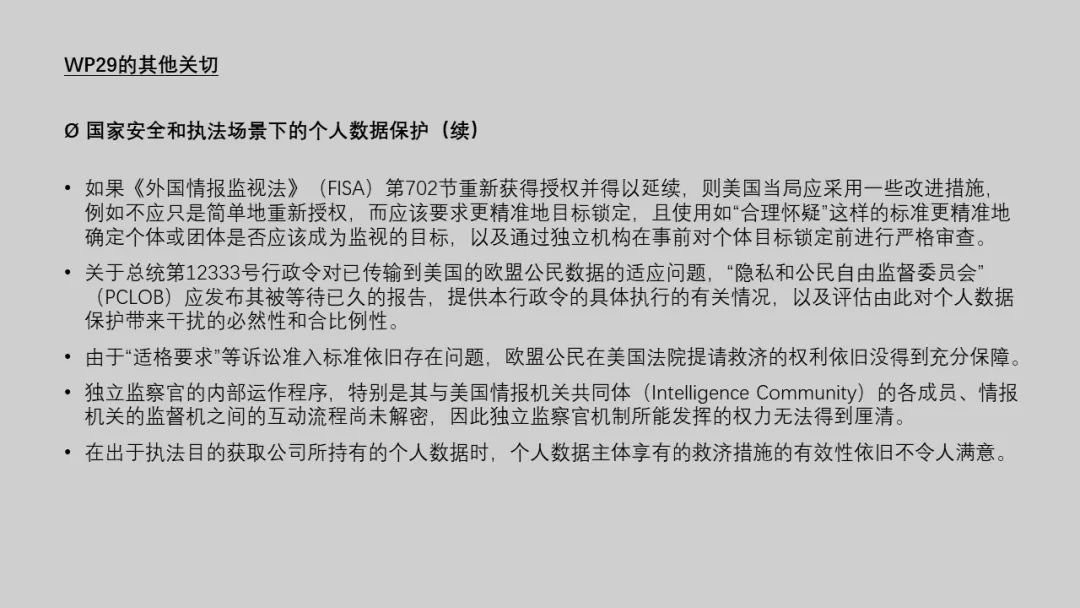 WP29的其他关切
Ø 国家安全和执法场景下的个人数据保护（续）
• 如果《外国情报监视法》（FISA）第702节重新获得授权并得以延续，则美国当局应采用一些改进措施，
例如不应只是简单地重新授权，而应该要求更精准地目标锁定，且使用如“合理怀疑”这样的标准更精准地
确定个体或团体是否应该成为监视的目标，以及通过独立机构在事前对个体目标锁定前进行严格审查。
• 关于总统第12333号行政令对已传输到美国的欧盟公民数据的适应问题，“隐私和公民自由监督委员会”
（PCLOB）应发布其被等待已久的报告，提供本行政令的具体执行的有关情况，以及评估由此对个人数据
保护带来干扰的必然性和合比例性。
• 由于“适格要求”等诉讼准入标准依旧存在问题，欧盟公民在美国法院提请救济的权利依旧没得到充分保障。
• 独立监察官的内部运作程序，特别是其与美国情报机关共同体（Intelligence Community）的各成员、情报
机关的监督机之间的互动流程尚未解密，因此独立监察官机制所能发挥的权力无法得到厘清。
• 在出于执法目的获取公司所持有的个人数据时，个人数据主体享有的救济措施的有效性依旧不令人满意。